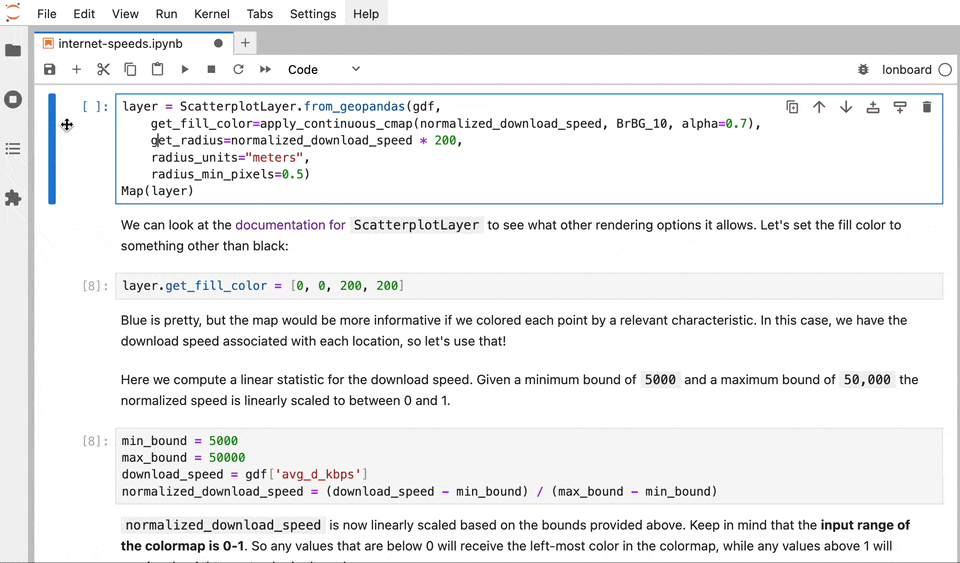 File Edit View Run Kernel Tabs Settings Help
internet-speeds.ipynb
Code
lonboard
[ ]: layer = ScatterplotLayer.from_geopandas(gdf,
get_fill_color=apply_continuous_cmap(normalized_download_speed, BrBG_10, alpha=0.7),
get_radius=normalized_download_speed * 200,
radius_units="meters",
radius_min_pixels=0.5)
Map(layer)
We can look at the documentation for ScatterplotLayer to see what other rendering options it allows. Let's set the fill color to
something other than black:
[8]: layer.get_fill_color = [0, 0, 200, 200]
Blue is pretty, but the map would be more informative if we colored each point by a relevant characteristic. In this case, we have the
download speed associated with each location, so let's use that!
Here we compute a linear statistic for the download speed. Given a minimum bound of 5000 and a maximum bound of 50,000 the
normalized speed is linearly scaled to between 0 and 1.
[8]: min_bound = 5000
max_bound = 50000
download_speed = gdf['avg_d_kbps']
normalized_download_speed = (download_speed - min_bound) / (max_bound - min_bound)
normalized_download_speed is now linearly scaled based on the bounds provided above. Keep in mind that the input range of
the colormap is 0-1. So any values that are below 0 will receive the left-most color in the colormap, while any values above 1 will